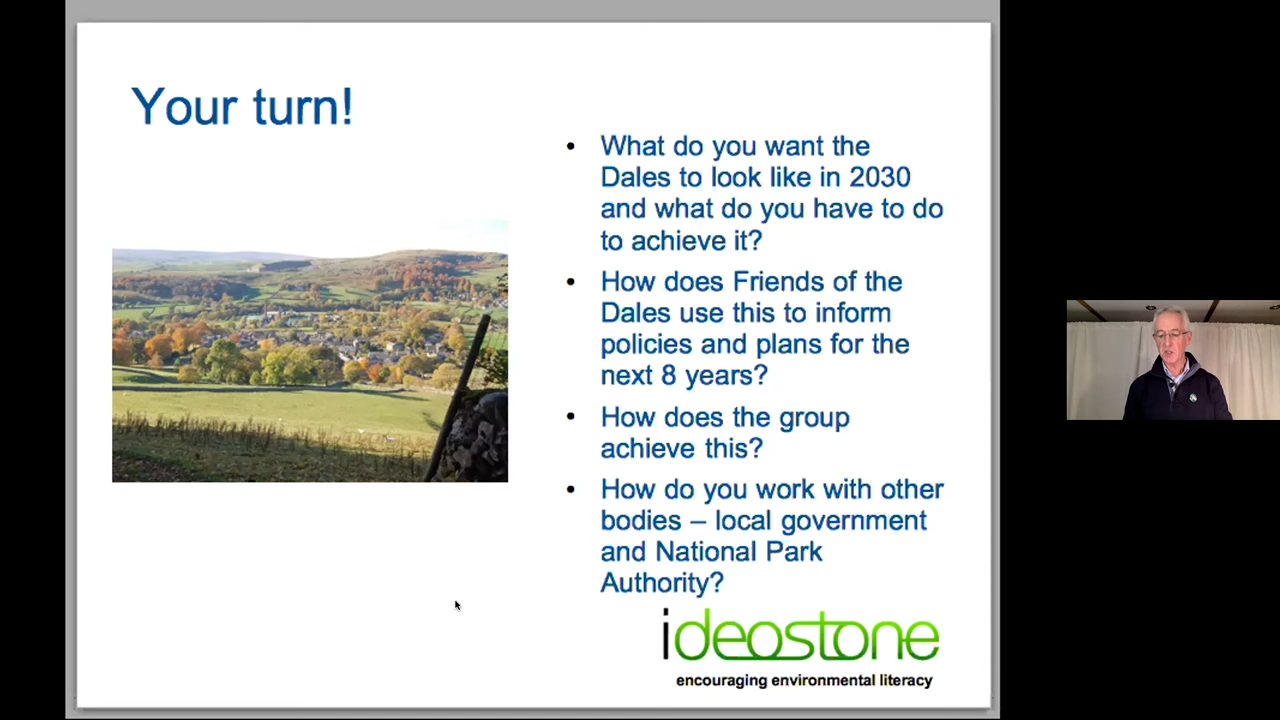 Your turn!
• What do you want the
Dales to look like in 2030
and what do you have to do
to achieve it?
• How does Friends of the
Dales use this to inform
policies and plans for the
next 8 years?
• How does the group
achieve this?
• How do you work with other
bodies – local government
and National Park
Authority?
ideostone
encouraging environmental literacy